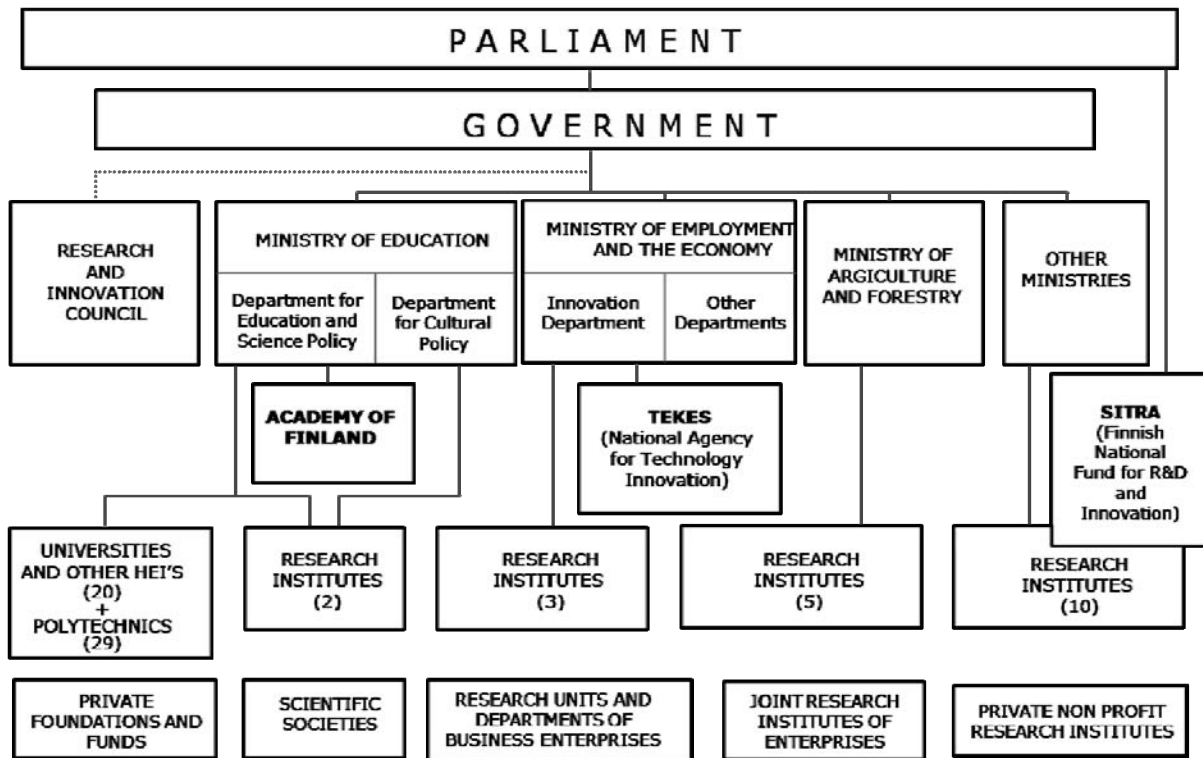 PARLIAMENT
GOVERNMENT
RESEARCH
AND
INNOVATION
COUNCIL
MINISTRY OF EDUCATION
Department for
Education and
Science Policy
Department
for Cultural
Policy
MINISTRY OF EMPLOYMENT
AND THE ECONOMY
Innovation
Department
Other
Departments
MINISTRY OF
ARGICULTURE
AND FORESTRY
OTHER
MINISTRIES
ACADEMY OF
FINLAND
TEKES
(National Agency
for Technology
Innovation)
SITRA
(Finnish
National
Fund for R&D
and
Innovation)
UNIVERSITIES
AND OTHER HEI'S
(20)
+
POLYTECHNICS
(29)
RESEARCH
INSTITUTES
(2)
RESEARCH
INSTITUTES
(3)
RESEARCH
INSTITUTES
(5)
RESEARCH
INSTITUTES
(10)
PRIVATE
FOUNDATIONS AND
FUNDS
SCIENTIFIC
SOCIETIES
RESEARCH UNITS AND
DEPARTMENTS OF
BUSINESS ENTERPRISES
JOINT RESEARCH
INSTITUTES OF
ENTERPRISES
PRIVATE NON PROFIT
RESEARCH INSTITUTES